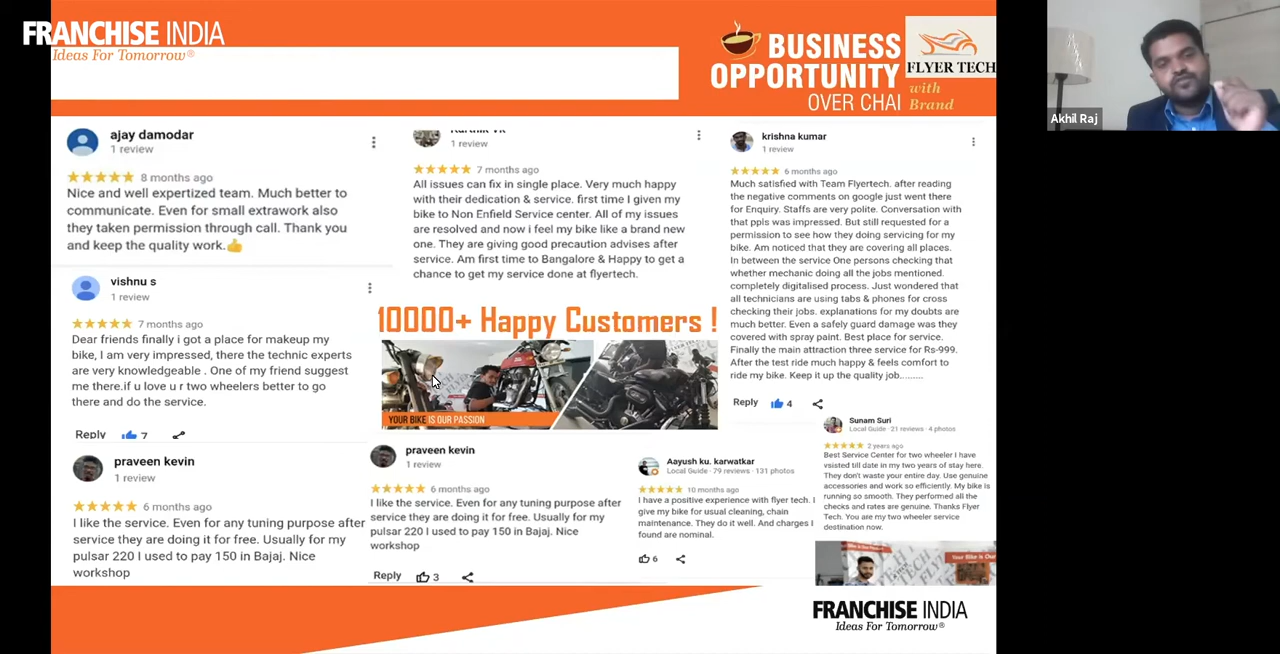 FRANCHISE INDIA
Ideas For Tomorrow®
BUSINESS
OPPORTUNITY
OVER CHAI
FLYER TECH
with
Brand
Akhil Raj
ajay damodar
1 review
8 months ago
Nice and well expertized team. Much better to
communicate. Even for small extrawork also
they taken permission through call. Thank you
and keep the quality work.👍
vishnu s
1 review
7 months ago
Dear friends finally i got a place for makeup my
bike, I am very impressed, there the technic experts
are very knowledgeable . One of my friend suggest
me there.if u love u r two wheelers better to go
there and do the service.
Reply 7
praveen kevin
1 review
6 months ago
I like the service. Even for any tuning purpose after
service they are doing it for free. Usually for my
pulsar 220 I used to pay 150 in Bajaj. Nice
workshop
1 review
7 months ago
All issues can fix in single place. Very much happy
with their dedication & service. first time I given my
bike to Non Enfield Service center. All of my issues
are resolved and now i feel my bike like a brand new
one. They are giving good precaution advises after
service. Am first time to Bangalore & Happy to get a
chance to get my service done at flyertech.
10000+ Happy Customers !
YOUR BIKE IS OUR PASSION
praveen kevin
1 review
6 months ago
I like the service. Even for any tuning purpose after
service they are doing it for free. Usually for my
pulsar 220 I used to pay 150 in Bajaj. Nice
workshop
Reply 3
Aayush ku. karwatkar
Local Guide · 79 reviews · 131 photos
10 months ago
I have a positive experience with flyer tech. I
give my bike for usual cleaning, chain
maintenance. They do it well. And charges I
found are nominal.
6
krishna kumar
1 review
6 months ago
Much satisfied with Team Flyertech. after reading
the negative comments on google just went there
for Enquiry. Staffs are very polite. Conversation with
that ppls was impressed. But still requested for a
permission to see how they doing servicing for my
bike. Am noticed that they are covering all places.
In between the service One persons checking that
whether mechanic doing all the jobs mentioned.
completely digitalised process. Just wondered that
all technicians are using tabs & phones for cross
checking their jobs. explanations for my doubts are
much better. Even a safely guard damage was they
covered with spray paint. Best place for service.
Finally the main attraction three service for Rs-999.
After the test ride much happy & feels comfort to
ride my bike. Keep it up the quality job.........
Reply 4
Sunam Suri
Local Guide · 21 reviews · 4 photos
2 years ago
Best Service Center for two wheeler I have
vsisted till date in my two years of stay here.
They don't waste your entire day. Use genuine
accessories and work so efficiently. My bike is
running so smooth. They performed all the
checks and rates are genuine. Thanks Flyer
Tech. You are my two wheeler service
destination now.
FRANCHISE INDIA
Ideas For Tomorrow®